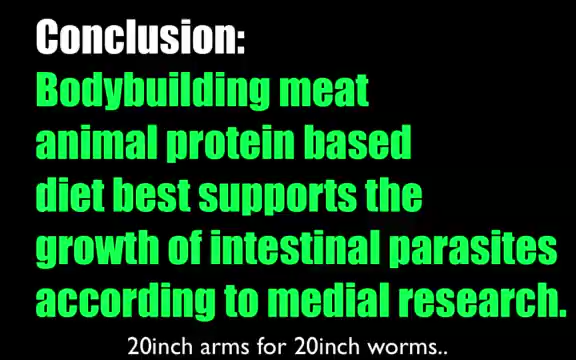 Conclusion:
Bodybuilding meat
animal protein based
diet best supports the
growth of intestinal parasites
according to medial research.
20inch arms for 20inch worms..